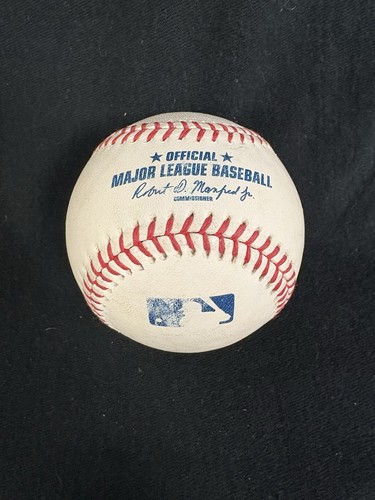 ★ OFFICIAL ★
MAJOR LEAGUE BASEBALL
Robert D. Manfred Jr.
COMMISSIONER